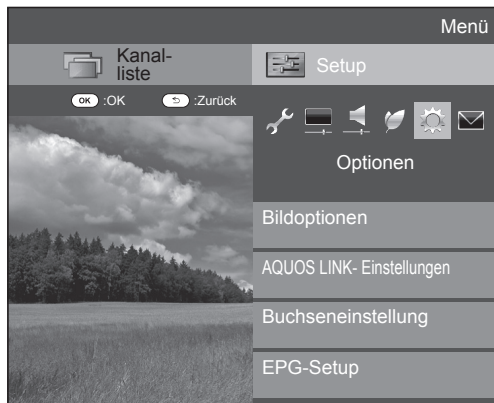 Menü
Kanal-
liste
Setup
OK :OK
:Zurück
Optionen
Bildoptionen
AQUOS LINK- Einstellungen
Buchseneinstellung
EPG-Setup